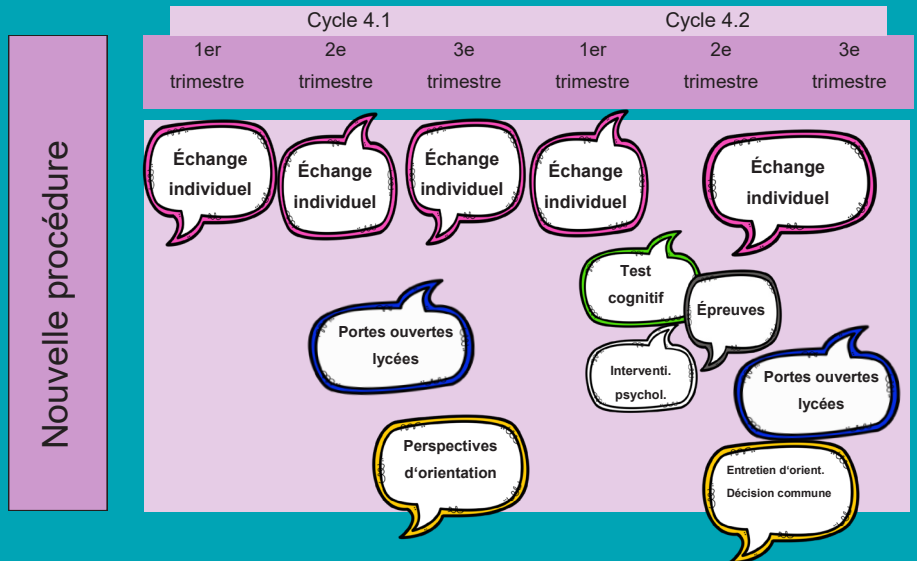 Cycle 4.1
Cycle 4.2
Nouvelle procédure
1er
trimestre
2e
trimestre
3e
trimestre
1er
trimestre
2e
trimestre
3e
trimestre
Échange
individuel
Échange
individuel
Échange
individuel
Échange
individuel
Échange
individuel
Test
cognitif
Épreuves
Portes ouvertes
lycées
Interventi.
psychol.
Portes ouvertes
lycées
Perspectives
d‘orientation
Entretien d‘orient.
Décision commune